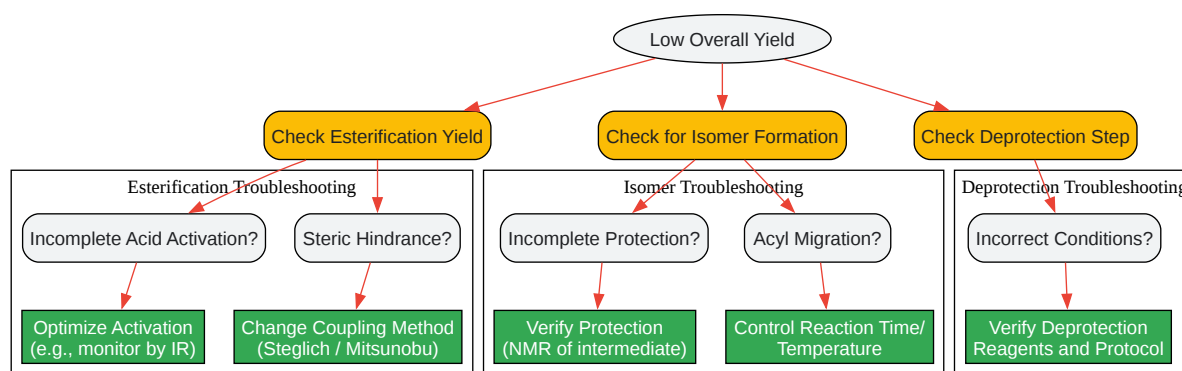 Low Overall Yield
Check Esterification Yield
Check for Isomer Formation
Check Deprotection Step
Esterification Troubleshooting
Isomer Troubleshooting
Deprotection Troubleshooting
Incomplete Acid Activation?
Steric Hindrance?
Incomplete Protection?
Acyl Migration?
Incorrect Conditions?
Optimize Activation
(e.g., monitor by IR)
Change Coupling Method
(Steglich / Mitsunobu)
Verify Protection
(NMR of intermediate)
Control Reaction Time/
Temperature
Verify Deprotection
Reagents and Protocol